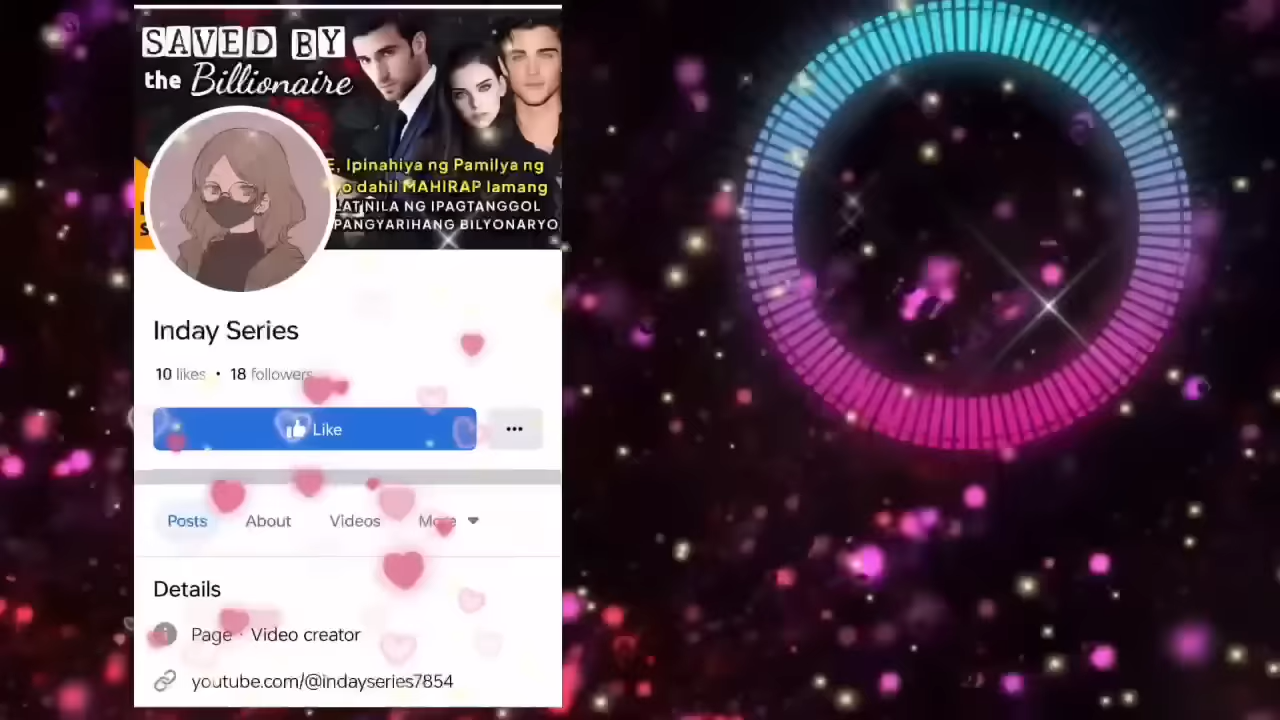 SAVED BY
the Billionaire
E, Ipinahiya ng Pamilya ng
dahil MAHIRAP lamang
NILA NG IPAGTANGGOL
PANGYARIHANG BILYONARYO
Inday Series
10 likes • 18 followers
Like
Posts About Videos More
Details
Page · Video creator
youtube.com/@indayseries7854